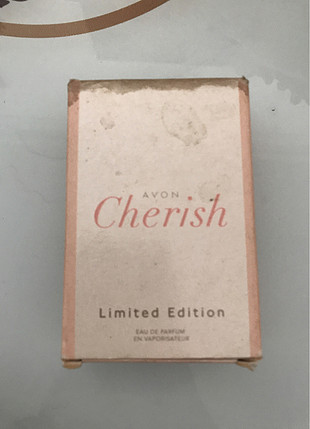 AVON
Cherish
Limited Edition
EAU DE PARFUM
EN VAPORISATEUR